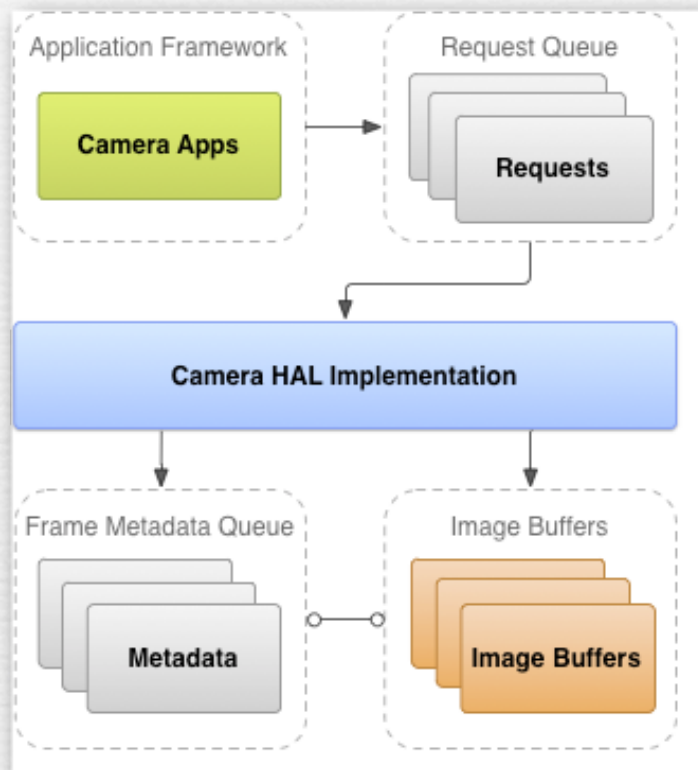 Application Framework
Request Queue
Camera Apps
Requests
Camera HAL Implementation
Frame Metadata Queue
Image Buffers
Metadata
Image Buffers